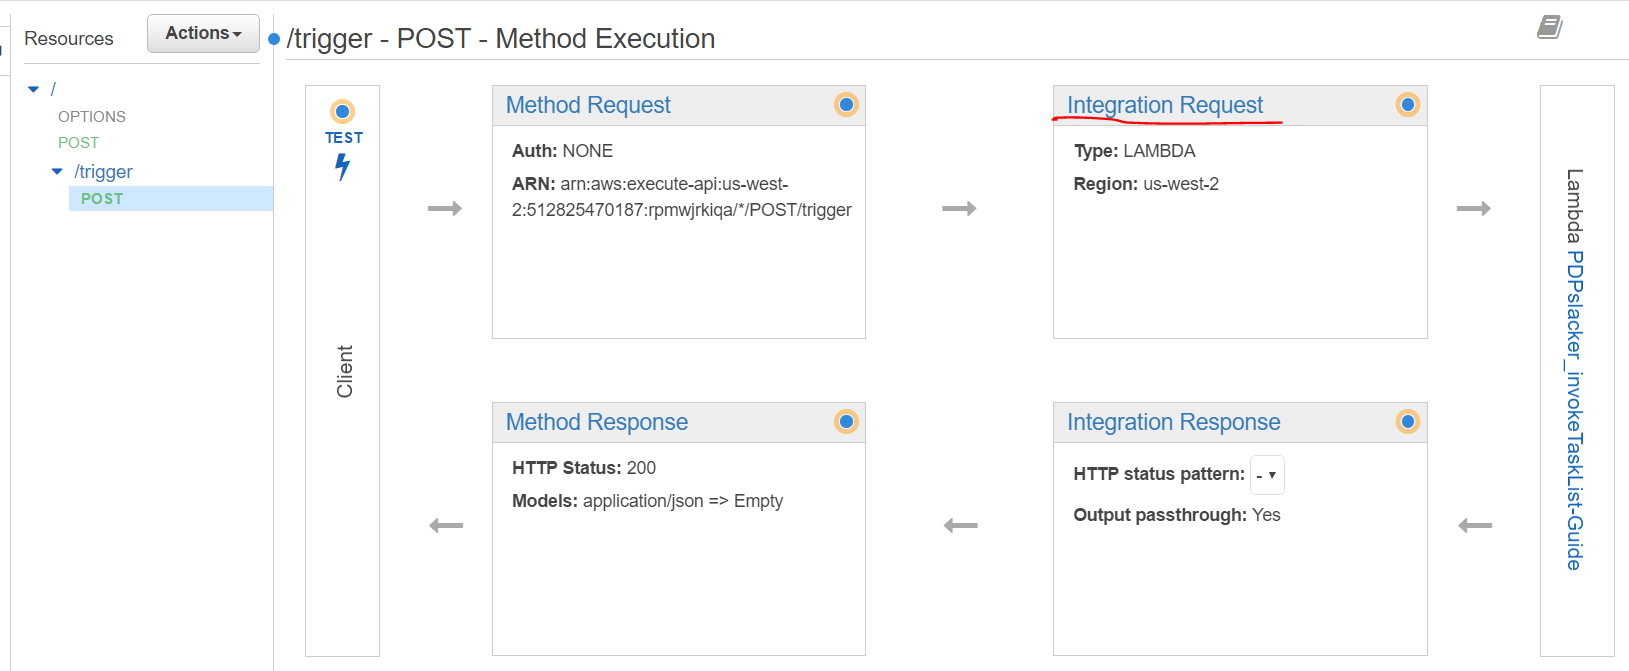 Resources
Actions
/trigger - POST - Method Execution
/
OPTIONS
POST
/trigger
POST
TEST
Client
Method Request
Auth: NONE
ARN: arn:aws:execute-api:us-west-
2:512825470187:rpmwjrkiqa/*/POST/trigger
Integration Request
Type: LAMBDA
Region: us-west-2
Lambda PDPslacker_invokeTaskList-Guide
Method Response
HTTP Status: 200
Models: application/json => Empty
Integration Response
HTTP status pattern: -
Output passthrough: Yes